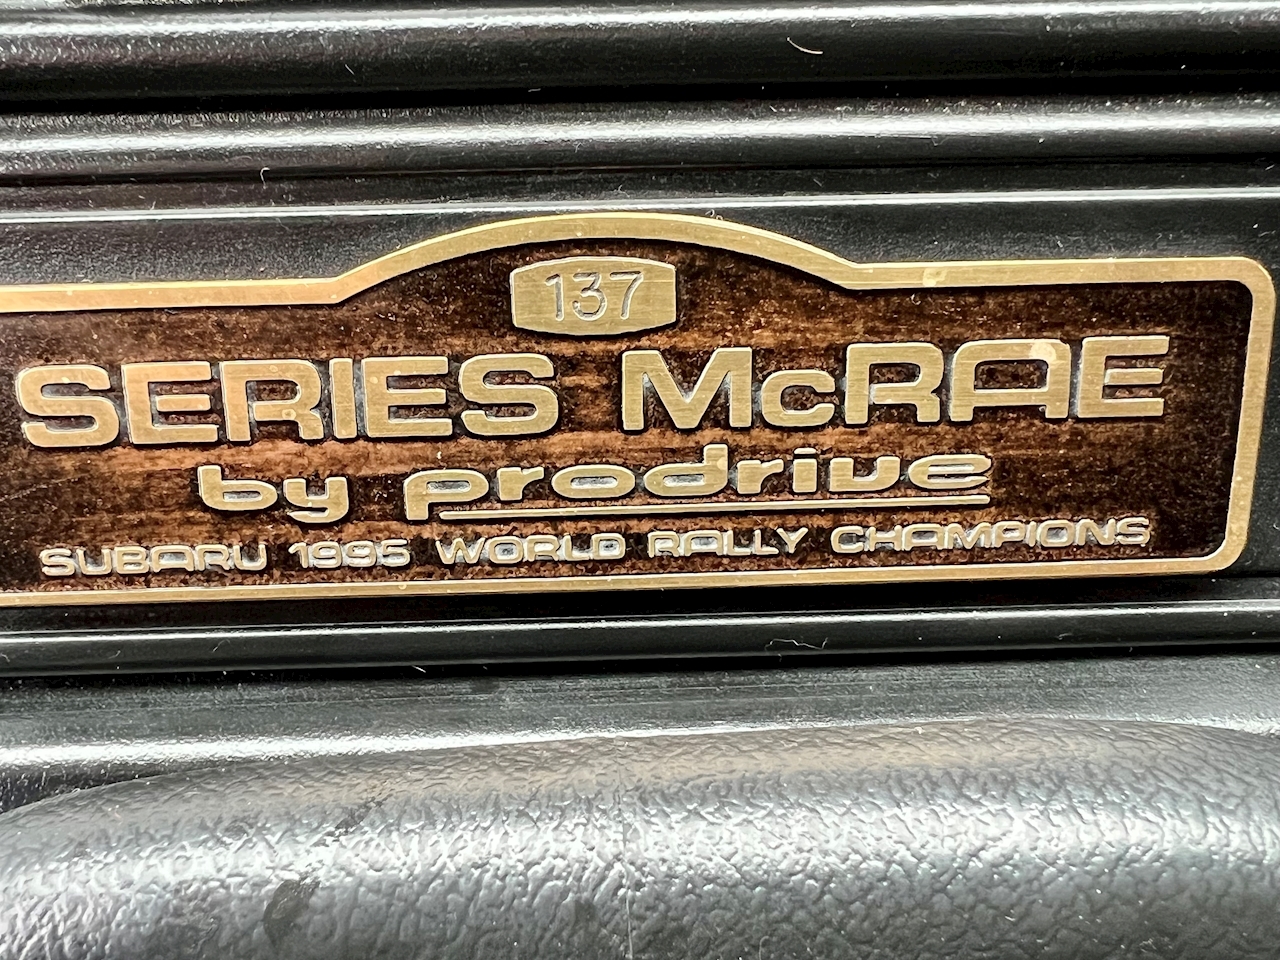 137
SERIES McRAE
by prodrive
SUBARU 1995 WORLD RALLY CHAMPIONS